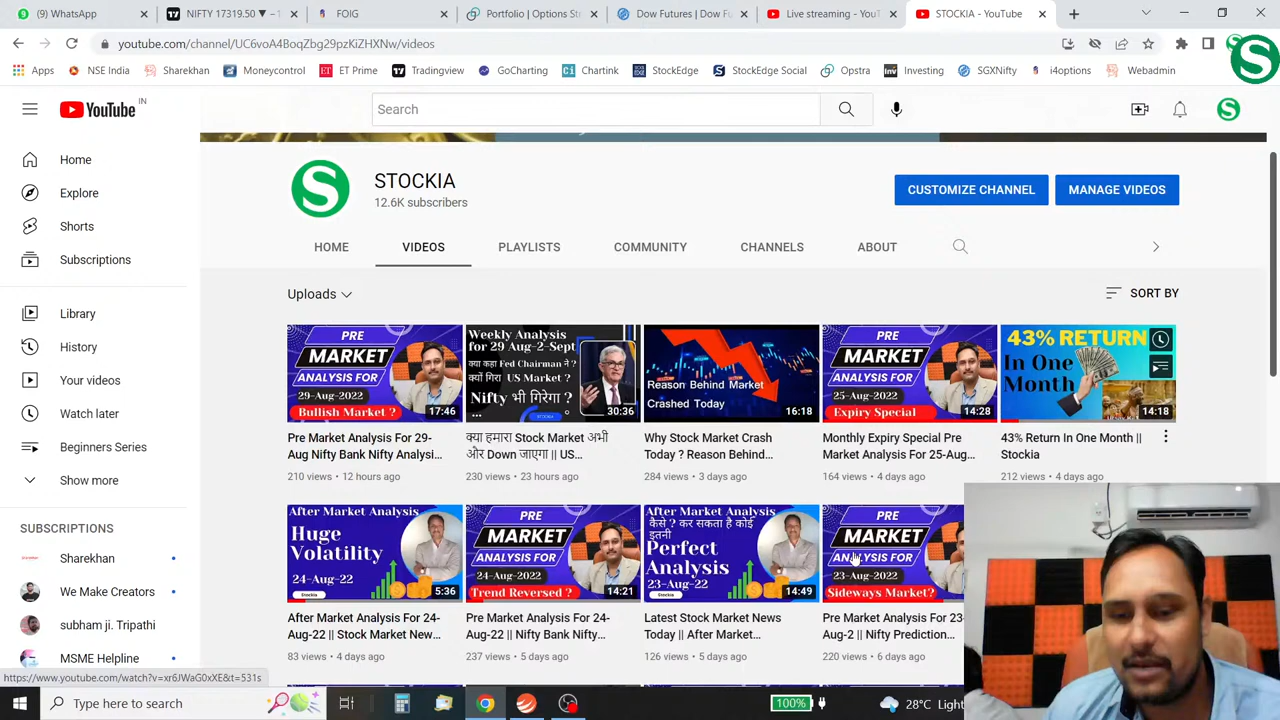 (9) WhatsApp
NIFTY 17319.50 ▼ −1
FOIG
Portfolio | Options St
Dow Futures | Dow F
Live streaming - YouT
STOCKIA - YouTube
youtube.com/channel/UC6voA4BoqZbg29pzKiZHXNw/videos
Apps
NSE India
Sharekhan
Moneycontrol
ET Prime
Tradingview
GoCharting
Chartink
StockEdge
StockEdge Social
Opstra
Investing
SGXNifty
i4options
Webadmin
YouTube IN
Search
Home
Explore
Shorts
Subscriptions
Library
History
Your videos
Watch later
Beginners Series
Show more
SUBSCRIPTIONS
Sharekhan
We Make Creators
subham ji. Tripathi
MSME Helpline
STOCKIA
12.6K subscribers
CUSTOMIZE CHANNEL
MANAGE VIDEOS
HOME
VIDEOS
PLAYLISTS
COMMUNITY
CHANNELS
ABOUT
Uploads
SORT BY
PRE
MARKET
ANALYSIS FOR
29-Aug-2022
Bullish Market ?
17:46
Pre Market Analysis For 29-
Aug Nifty Bank Nifty Analysi...
210 views • 12 hours ago
Weekly Analysis
for 29 Aug-2-Sept
क्या कहा Fed Chairman ने ?
क्यों गिरा US Market ?
Nifty भी गिरेगा ?
30:36
क्या हमारा Stock Market अभी
और Down जाएगा || US...
230 views • 23 hours ago
Reason Behind Market
Crashed Today
16:18
Why Stock Market Crash
Today ? Reason Behind...
284 views • 3 days ago
PRE
MARKET
ANALYSIS FOR
25-Aug-2022
Expiry Special
14:28
Monthly Expiry Special Pre
Market Analysis For 25-Aug...
164 views • 4 days ago
43% RETURN
In One
Month
14:18
43% Return In One Month ||
Stockia
212 views • 4 days ago
After Market Analysis
Huge
Volatility
24-Aug-22
Stockia
5:36
After Market Analysis For 24-
Aug-22 || Stock Market New...
83 views • 4 days ago
PRE
MARKET
ANALYSIS FOR
24-Aug-2022
Trend Reversed ?
14:21
Pre Market Analysis For 24-
Aug-22 || Nifty Bank Nifty...
237 views • 5 days ago
After Market Analysis
कैसे ? कर सकता है कोई
इतनी
Perfect
Analysis
23-Aug-22
Stockia
14:49
Latest Stock Market News
Today || After Market...
126 views • 5 days ago
PRE
MARKET
ANALYSIS FOR
23-Aug-2022
Sideways Market?
Pre Market Analysis For 23
Aug-2 || Nifty Prediction...
220 views • 6 days ago
https://www.youtube.com/watch?v=xr6JWaG0xXE&t=531s
Type here to search
100%
28°C Light